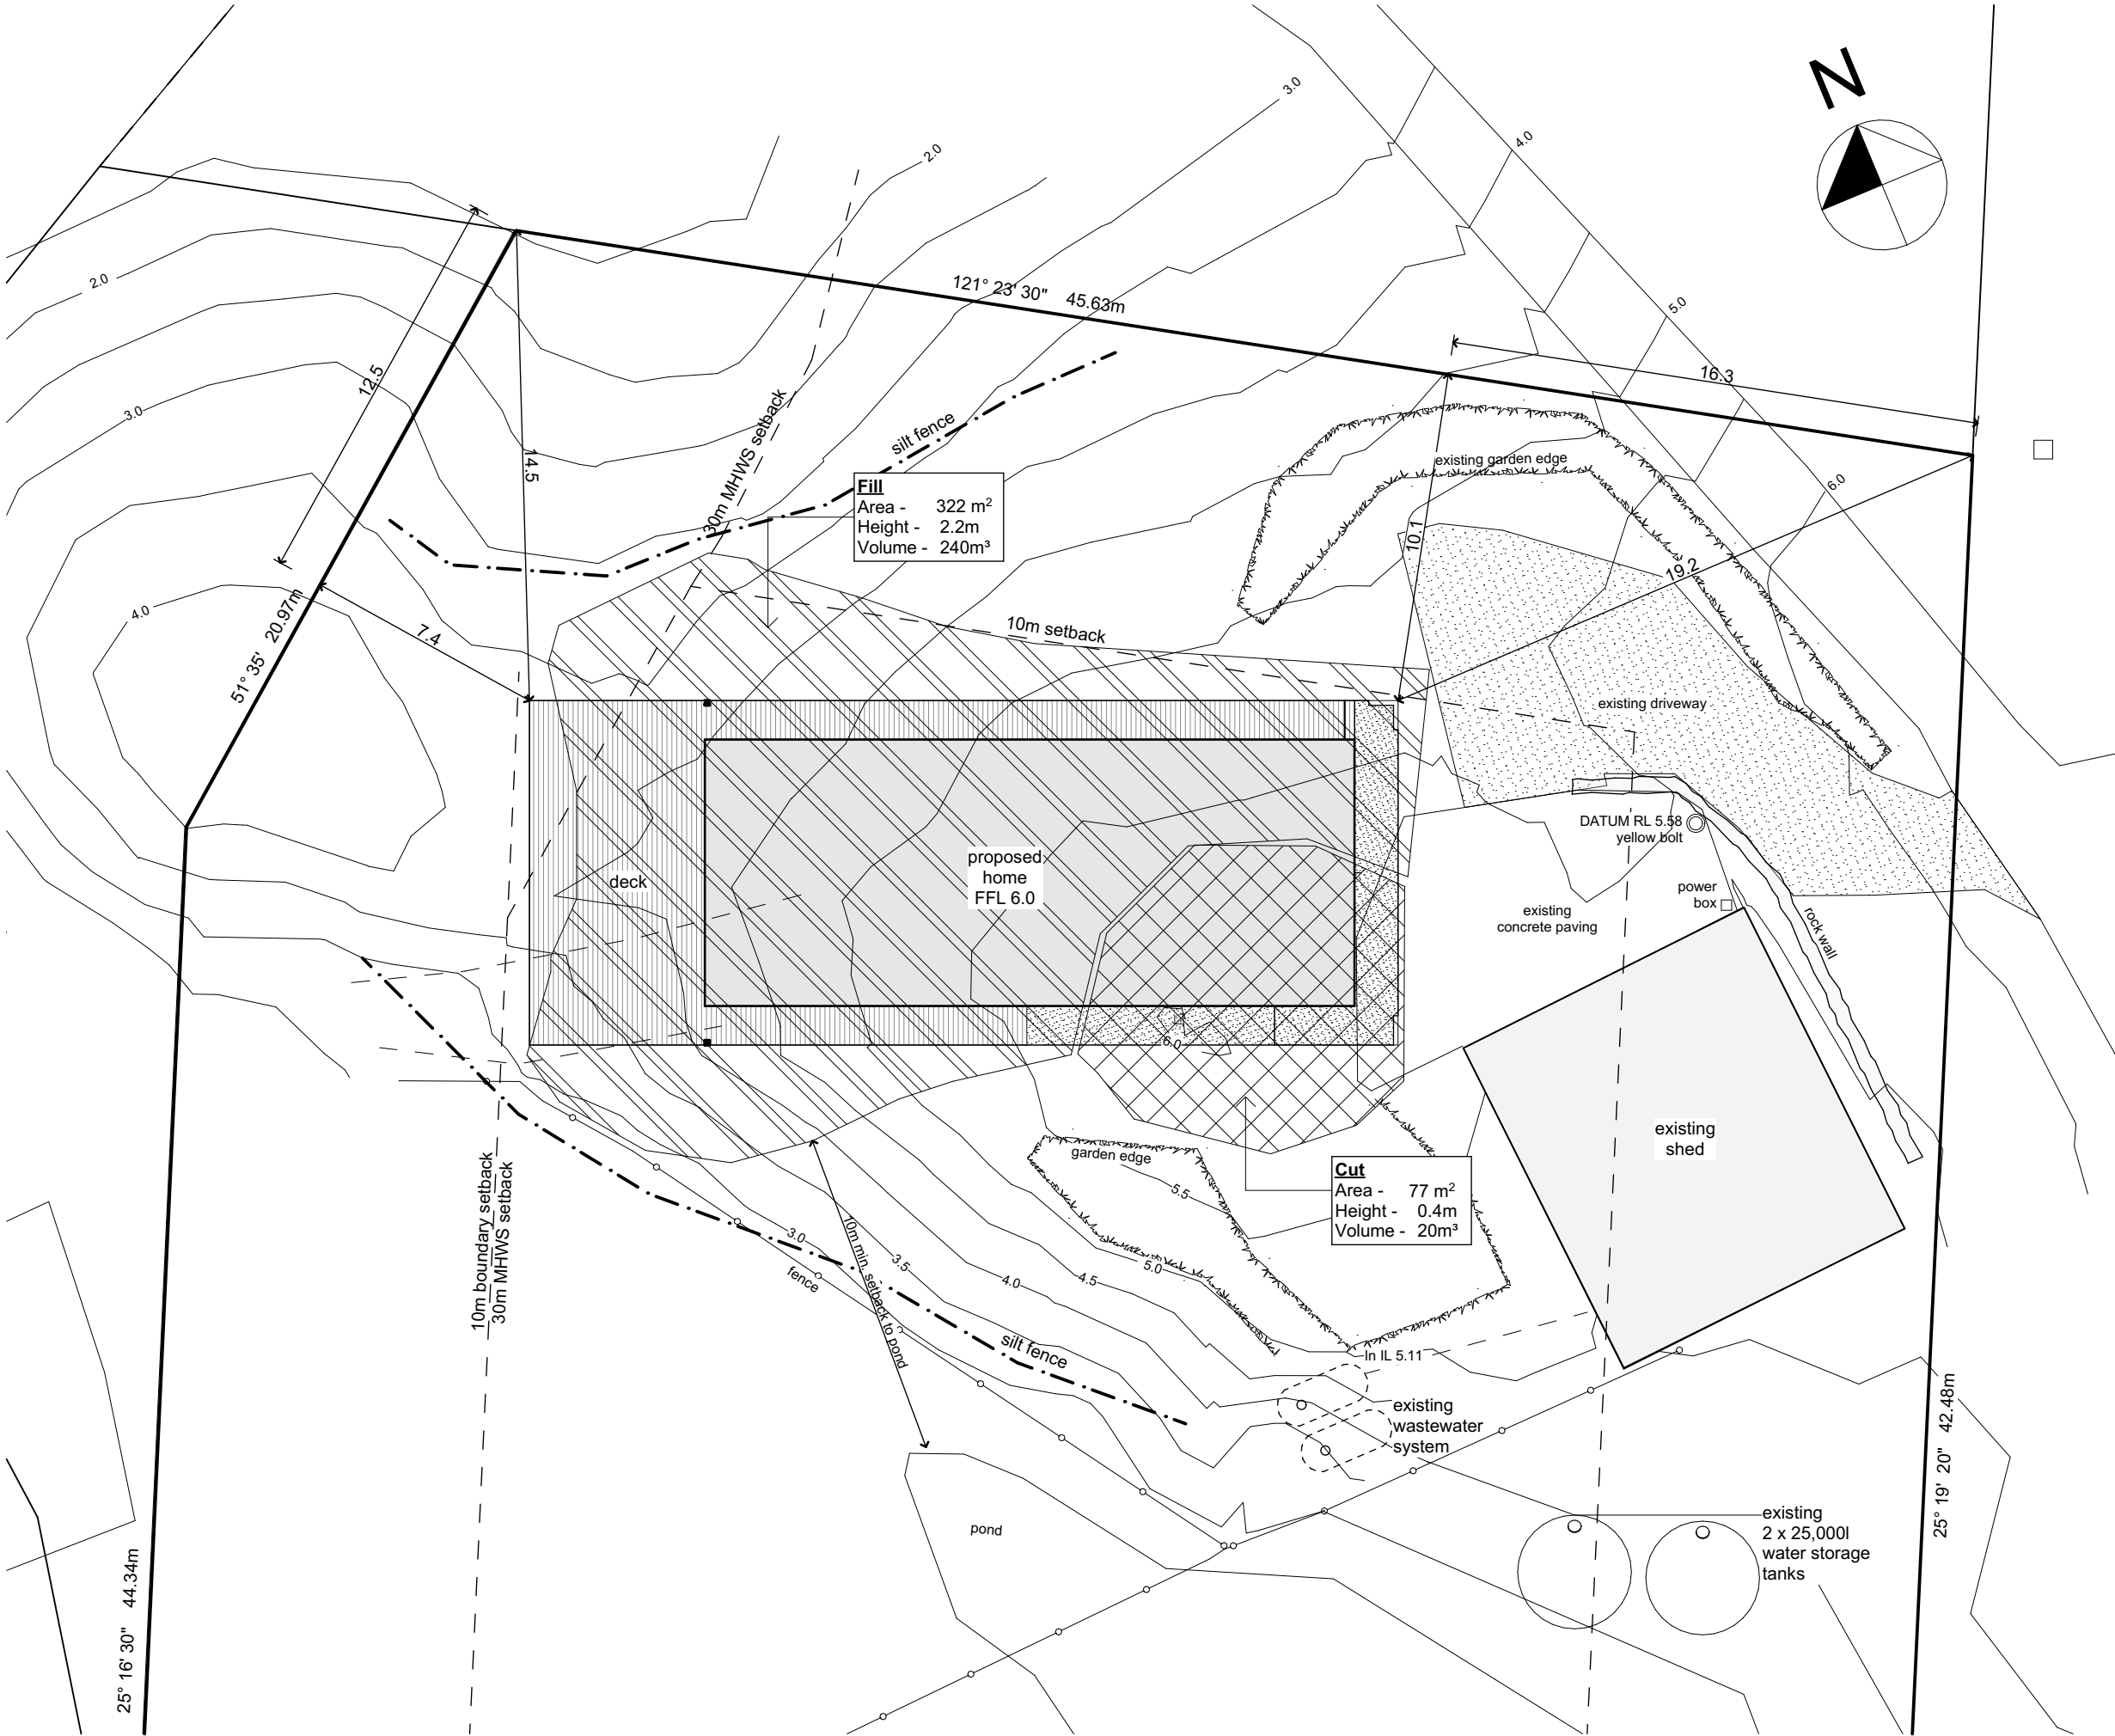 N
3.0
4.0
2.0
2.0
5.0
121° 23' 30" 45.63m
16.3
12.5
3.0
silt fence
30m MHWS setback
14.5
existing garden edge
6.0
Fill
Area - 322 m²
Height - 2.2m
Volume - 240m³
10.1
19.2
4.0
51° 35' 20.97m
7.4
10m setback
existing driveway
DATUM RL 5.58
yellow bolt
proposed
home
FFL 6.0
deck
power
box
existing
concrete paving
rock wall
6.0
existing
shed
garden edge
5.5
Cut
Area - 77 m²
Height - 0.4m
Volume - 20m³
10m boundary setback
30m MHWS setback
3.0
fence
10m min. setback to pond
3.5
4.0
4.5
5.0
silt fence
In IL 5.11
existing
wastewater
system
pond
existing
2 x 25,000l
water storage
tanks
25° 19' 20" 42.48m
25° 16' 30" 44.34m